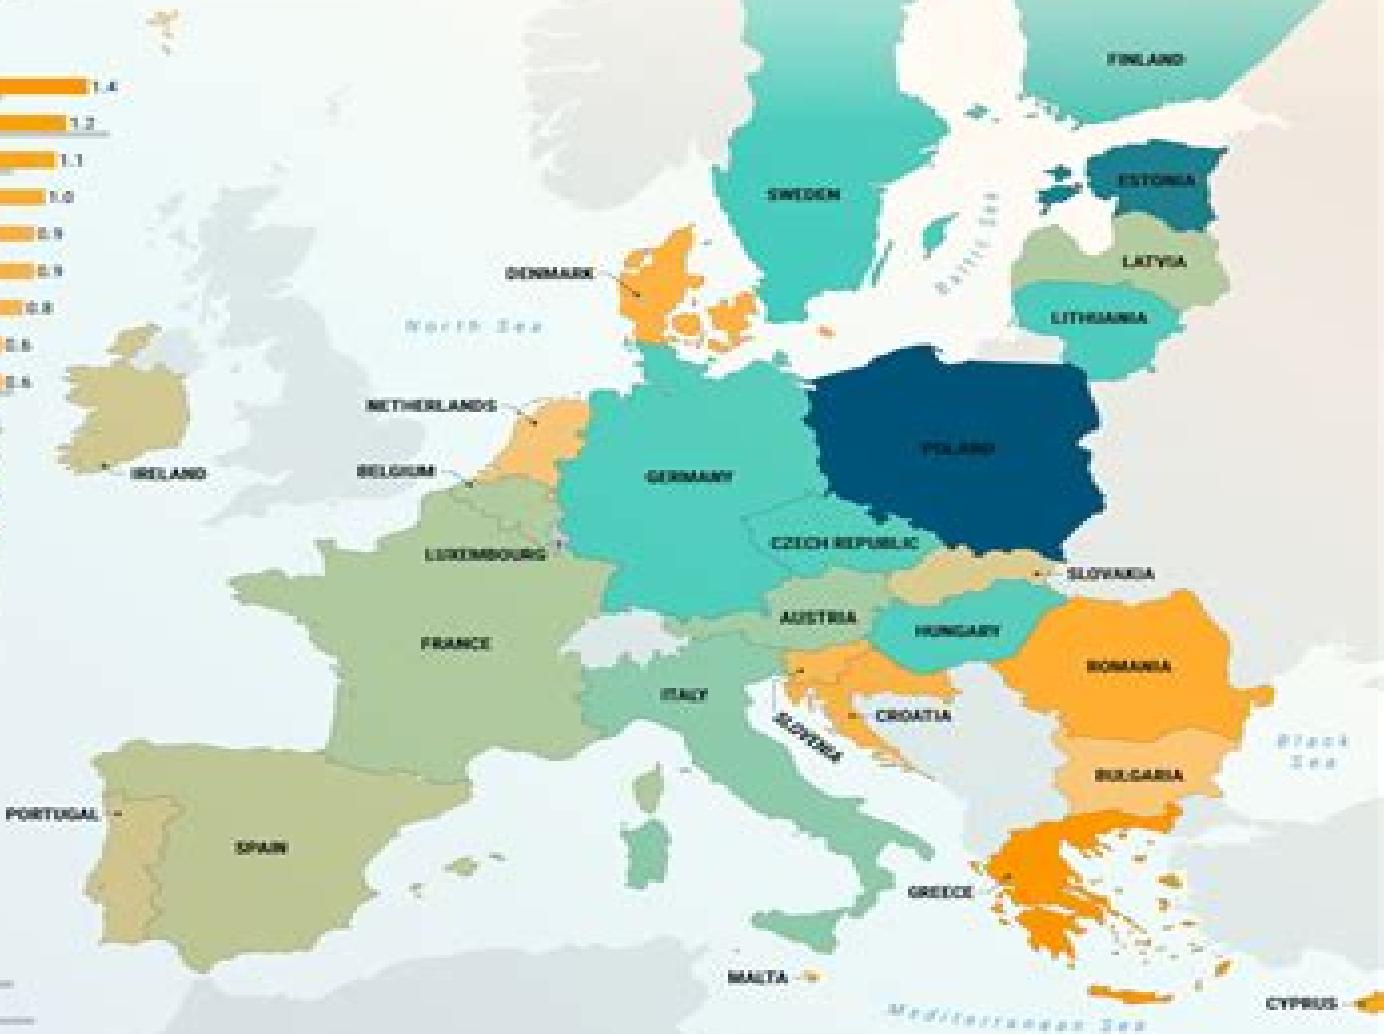 1.4
1.2
1.1
1.0
0.9
0.9
0.8
0.6
0.6
FINLAND
ESTONIA
SWEDEN
Baltic Sea
LATVIA
DENMARK
LITHUANIA
North Sea
NETHERLANDS
POLAND
BELGIUM
IRELAND
GERMANY
CZECH REPUBLIC
LUXEMBOURG
SLOVAKIA
AUSTRIA
HUNGARY
FRANCE
ROMANIA
ITALY
CROATIA
SLOVENIA
Black
Sea
BULGARIA
PORTUGAL
SPAIN
GREECE
MALTA
CYPRUS
Mediterranean Sea